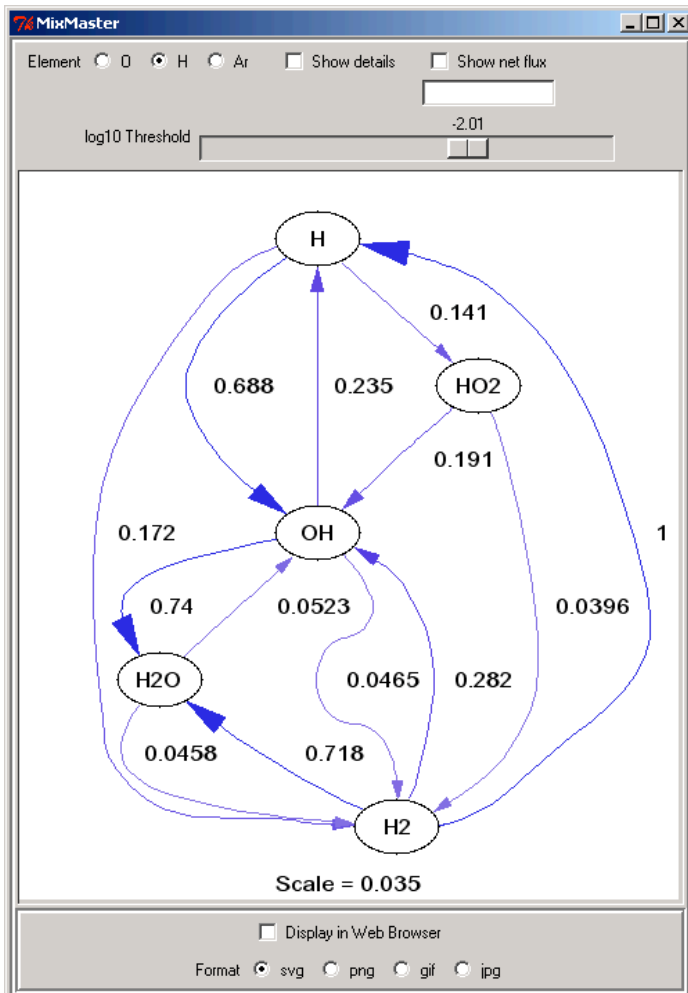 MixMaster
Element O H Ar Show details Show net flux
-2.01
log10 Threshold
H
0.141
0.688 0.235 HO2
0.191
OH
0.172 1
0.74 0.0523 0.0396
H2O 0.0465 0.282
0.0458 0.718
H2
Scale = 0.035
Display in Web Browser
Format svg png gif jpg